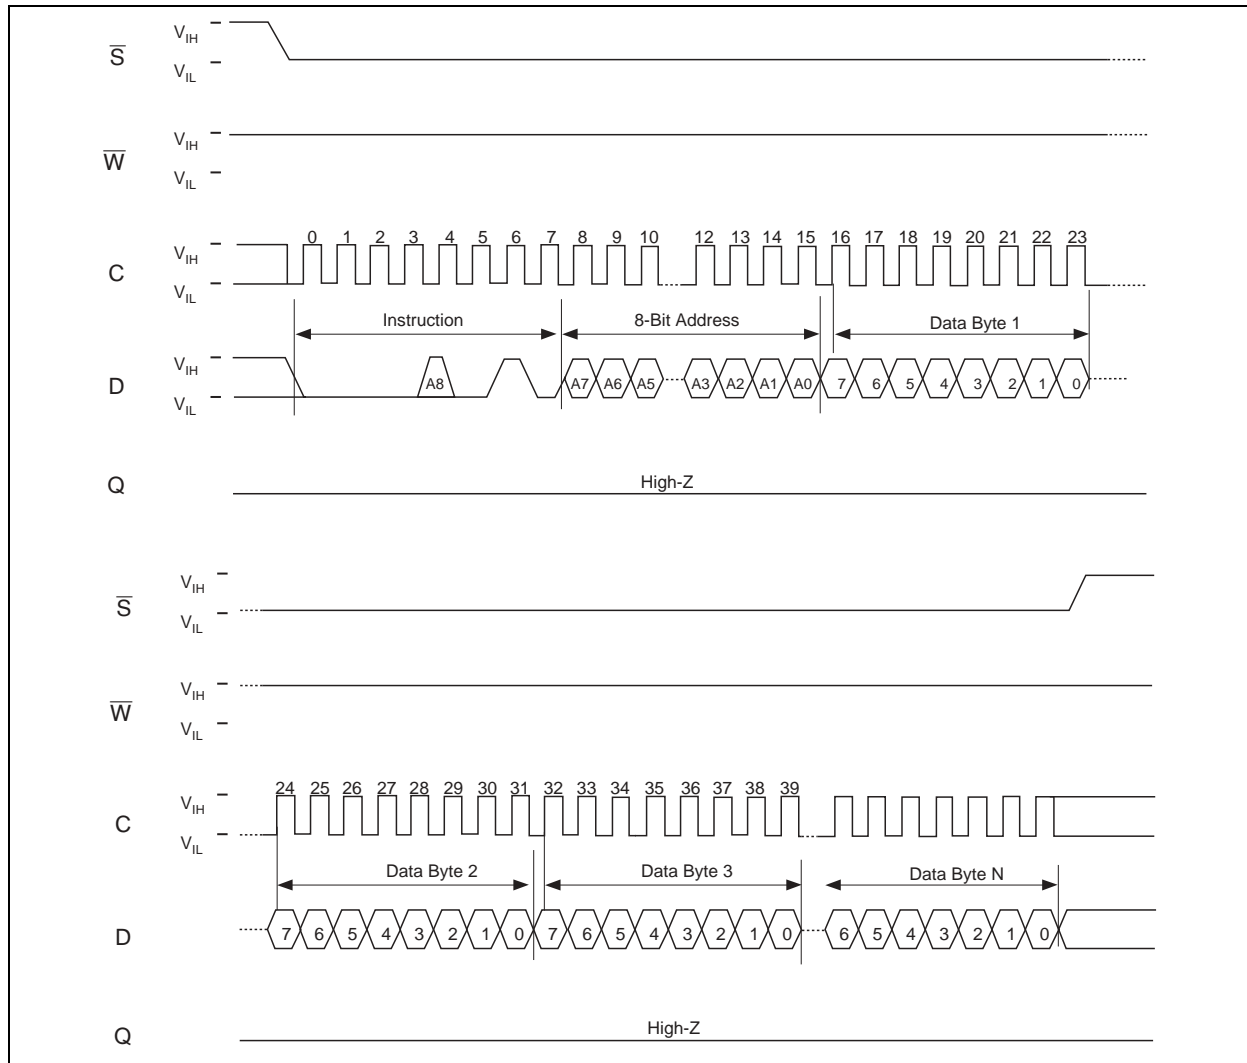 S̅ V_IH
V_IL
W̅ V_IH
V_IL
0 1 2 3 4 5 6 7 8 9 10 12 13 14 15 16 17 18 19 20 21 22 23
C V_IH
V_IL
Instruction 8-Bit Address Data Byte 1
D V_IH
V_IL
A8 A7 A6 A5 A3 A2 A1 A0 7 6 5 4 3 2 1 0
Q High-Z
S̅ V_IH
V_IL
W̅ V_IH
V_IL
24 25 26 27 28 29 30 31 32 33 34 35 36 37 38 39
C V_IH
V_IL
Data Byte 2 Data Byte 3 Data Byte N
D 7 6 5 4 3 2 1 0 7 6 5 4 3 2 1 0 6 5 4 3 2 1 0
Q High-Z